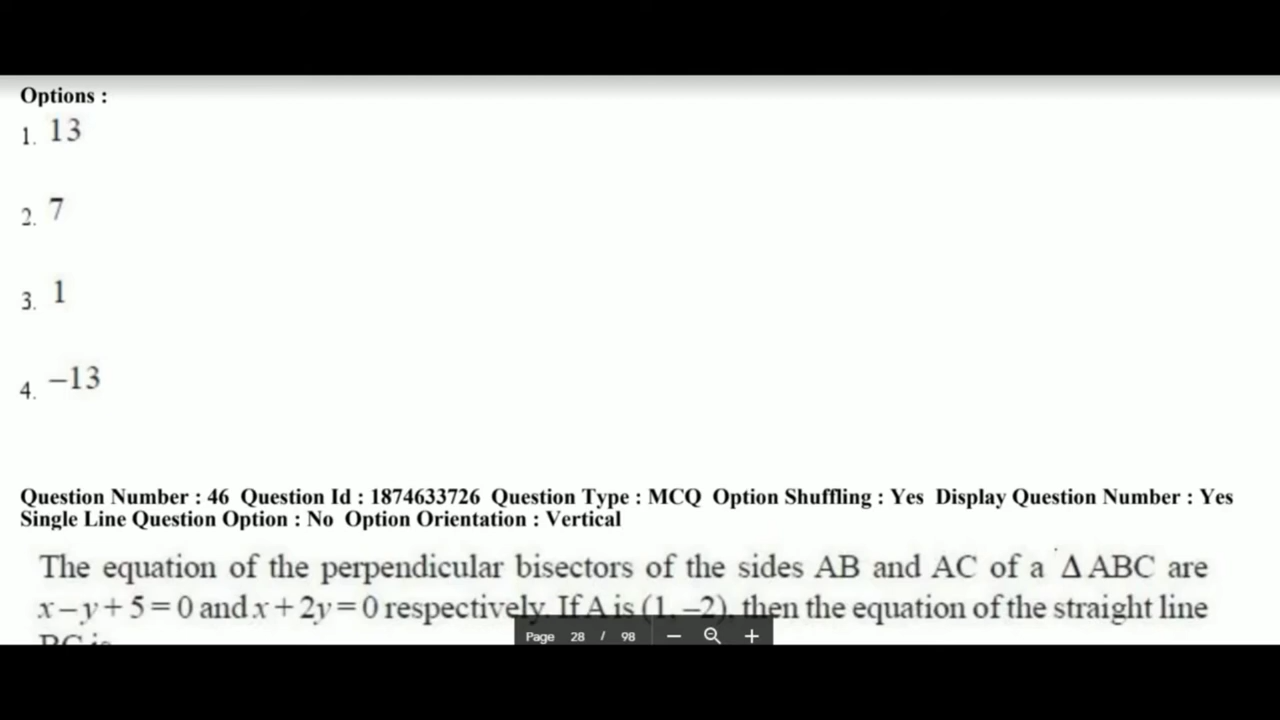 Options :
1. 13
2. 7
3. 1
4. –13
Question Number : 46 Question Id : 1874633726 Question Type : MCQ Option Shuffling : Yes Display Question Number : Yes
Single Line Question Option : No Option Orientation : Vertical
The equation of the perpendicular bisectors of the sides AB and AC of a Δ ABC are
x – y + 5 = 0 and x + 2y = 0 respectively. If A is (1, –2), then the equation of the straight line
Page 28 / 98